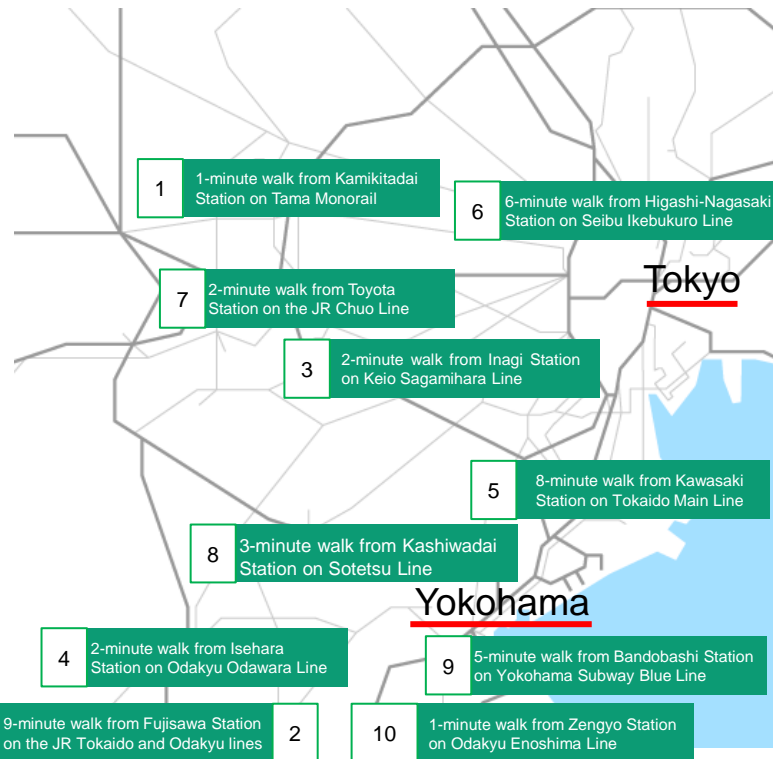 1
1-minute walk from Kamikitadai
Station on Tama Monorail
6
6-minute walk from Higashi-Nagasaki
Station on Seibu Ikebukuro Line
Tokyo
7
2-minute walk from Toyota
Station on the JR Chuo Line
3
2-minute walk from Inagi Station
on Keio Sagamihara Line
5
8-minute walk from Kawasaki
Station on Tokaido Main Line
8
3-minute walk from Kashiwadai
Station on Sotetsu Line
Yokohama
4
2-minute walk from Isehara
Station on Odakyu Odawara Line
9
5-minute walk from Bandobashi Station
on Yokohama Subway Blue Line
9-minute walk from Fujisawa Station
on the JR Tokaido and Odakyu lines
2
10
1-minute walk from Zengyo Station
on Odakyu Enoshima Line